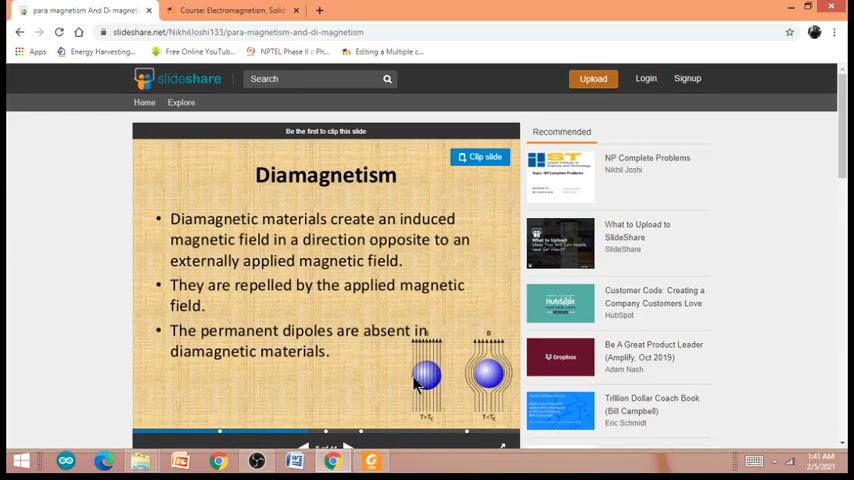 para magnetism And Di magnetis
Course: Electromagnetism, Solid
slideshare.net/NikhilJoshi133/para-magnetism-and-di-magnetism
Apps
Energy Harvesting...
Free Online YouTub...
NPTEL Phase II :: Ph...
Editing a Multiple c...
slideshare
Search
Upload
Login
Signup
Home
Explore
Be the first to clip this slide
Clip slide
Diamagnetism
• Diamagnetic materials create an induced
magnetic field in a direction opposite to an
externally applied magnetic field.
• They are repelled by the applied magnetic
field.
• The permanent dipoles are absent in
diamagnetic materials.
B
T>Tc
T<Tc
Recommended
NP Complete Problems
Nikhil Joshi
What to Upload to
SlideShare
SlideShare
Customer Code: Creating a
Company Customers Love
HubSpot
Be A Great Product Leader
(Amplify, Oct 2019)
Adam Nash
Trillion Dollar Coach Book
(Bill Campbell)
Eric Schmidt
HubSpot
Dropbox
1:41 AM
2/5/2021